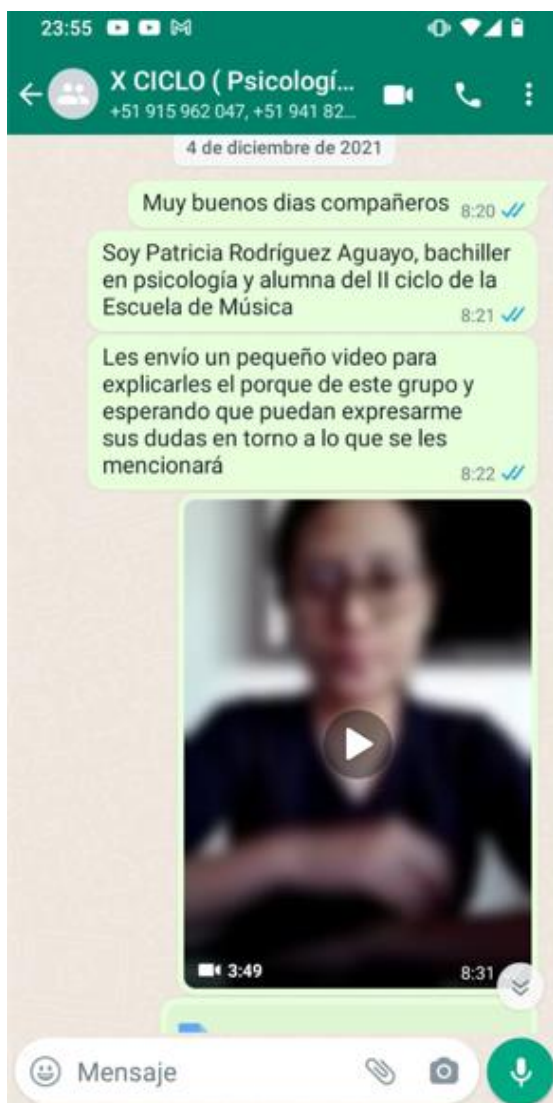 23:55
X CICLO ( Psicologí...
+51 915 962 047, +51 941 82...
4 de diciembre de 2021
Muy buenos dias compañeros 8:20
Soy Patricia Rodríguez Aguayo, bachiller
en psicología y alumna del II ciclo de la
Escuela de Música
8:21
Les envío un pequeño video para
explicarles el porque de este grupo y
esperando que puedan expresarme
sus dudas en torno a lo que se les
mencionará
8:22
3:49 8:31
Mensaje